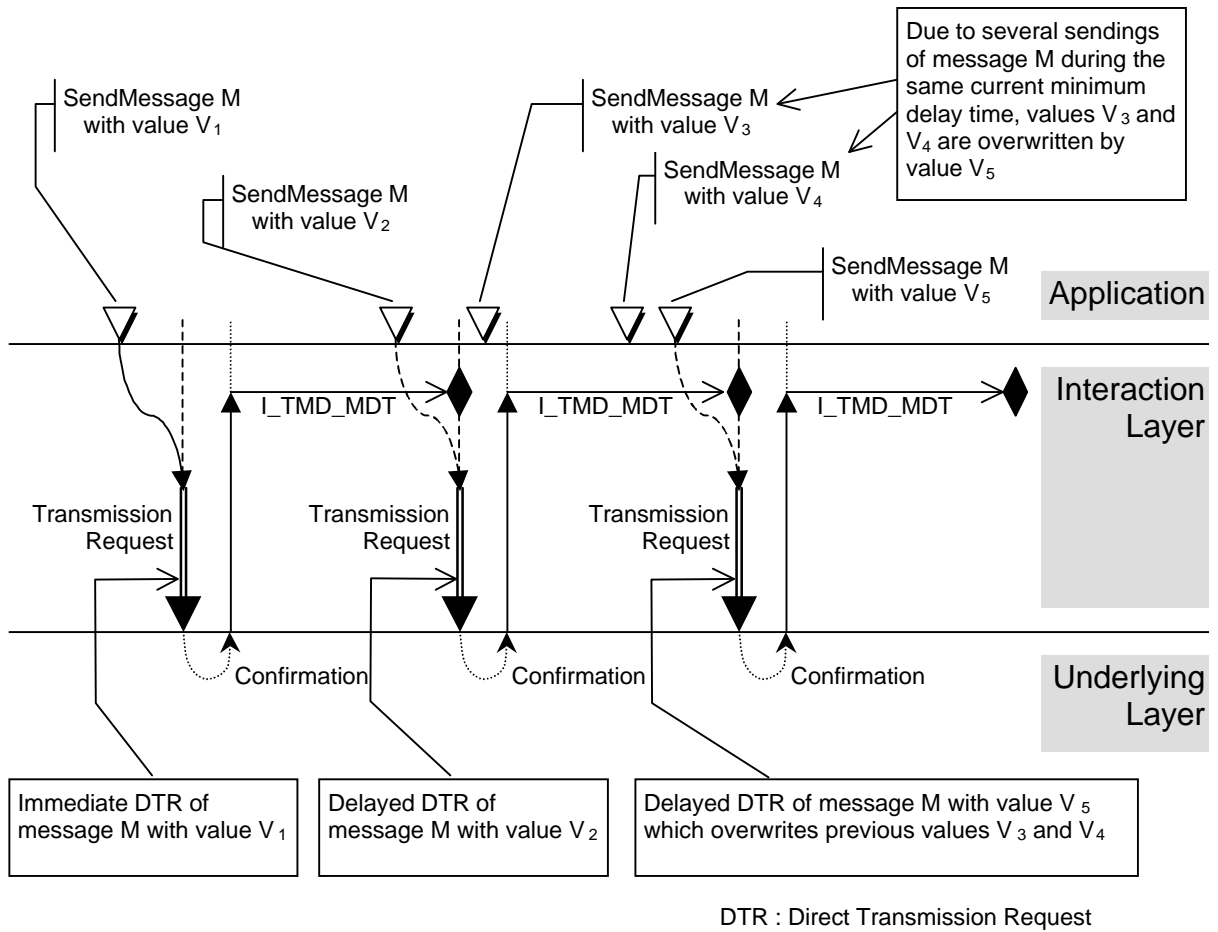 Due to several sendings
of message M during the
same current minimum
delay time, values V3 and
V4 are overwritten by
value V5
SendMessage M
with value V1
SendMessage M
with value V3
SendMessage M
with value V4
SendMessage M
with value V2
SendMessage M
with value V5
Application
I_TMD_MDT
I_TMD_MDT
I_TMD_MDT
Interaction
Layer
Transmission
Request
Transmission
Request
Transmission
Request
Confirmation
Confirmation
Confirmation
Underlying
Layer
Immediate DTR of
message M with value V1
Delayed DTR of
message M with value V2
Delayed DTR of message M with value V5
which overwrites previous values V3 and V4
DTR : Direct Transmission Request